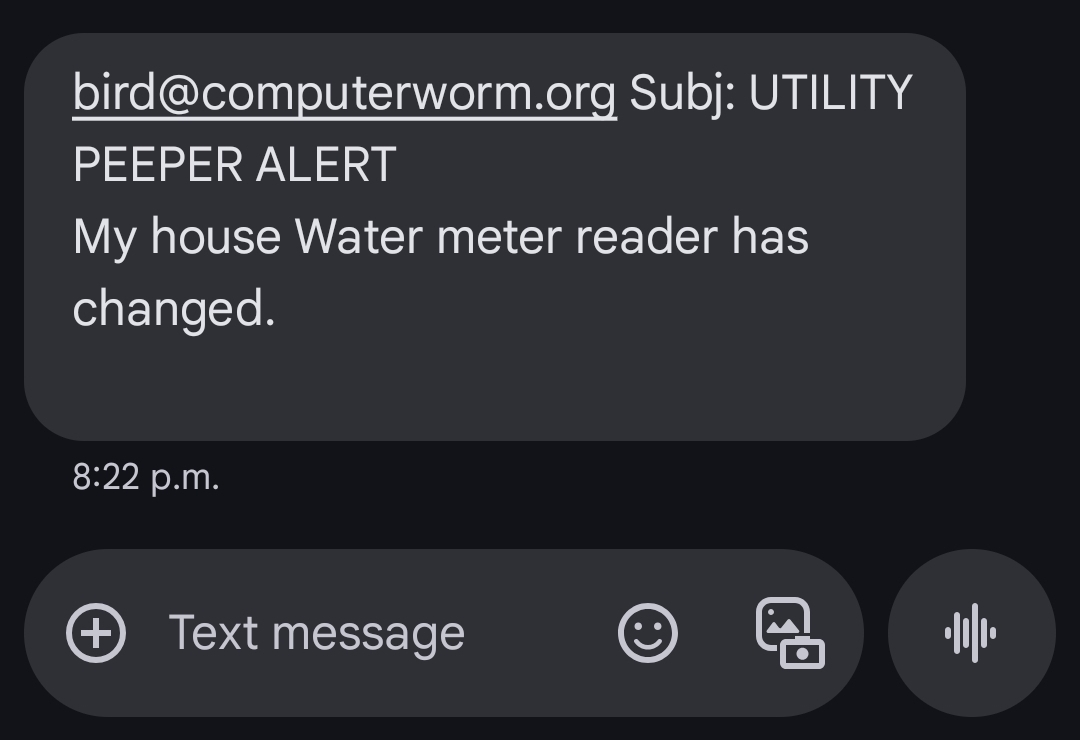 bird@computerworm.org Subj: UTILITY
PEEPER ALERT
My house Water meter reader has
changed.
8:22 p.m.
Text message